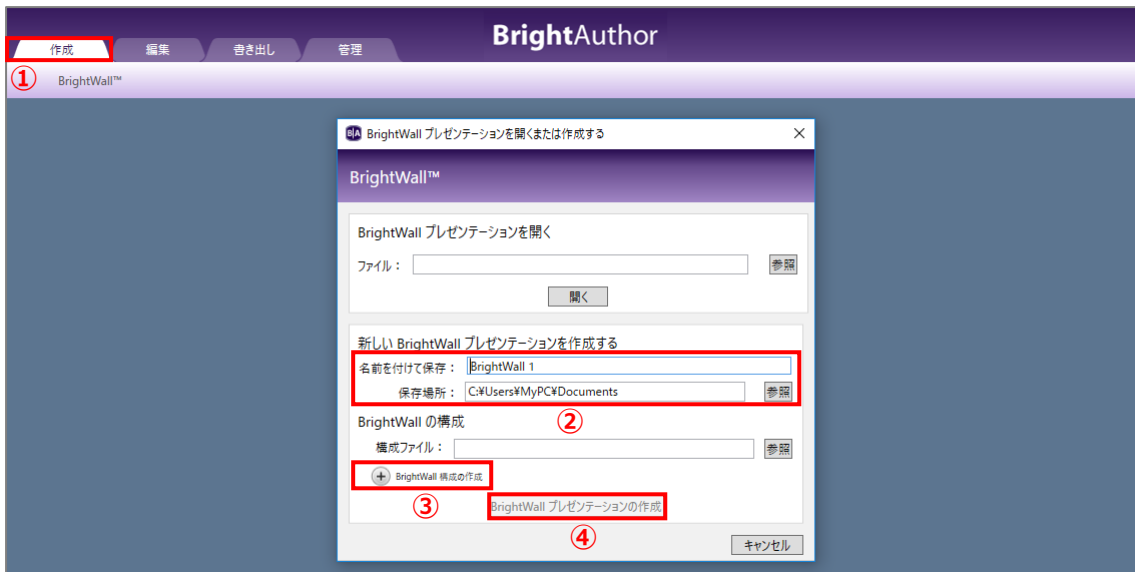 BrightAuthor
作成 編集 書き出し 管理
① BrightWall™
B|A BrightWall プレゼンテーションを開くまたは作成する ×
BrightWall™
BrightWall プレゼンテーションを開く
ファイル： 参照
開く
新しい BrightWall プレゼンテーションを作成する
名前を付けて保存： BrightWall 1
保存場所： C:¥Users¥MyPC¥Documents 参照
②
BrightWall の構成
構成ファイル： 参照
+ BrightWall 構成の作成
③
BrightWall プレゼンテーションの作成
④
キャンセル